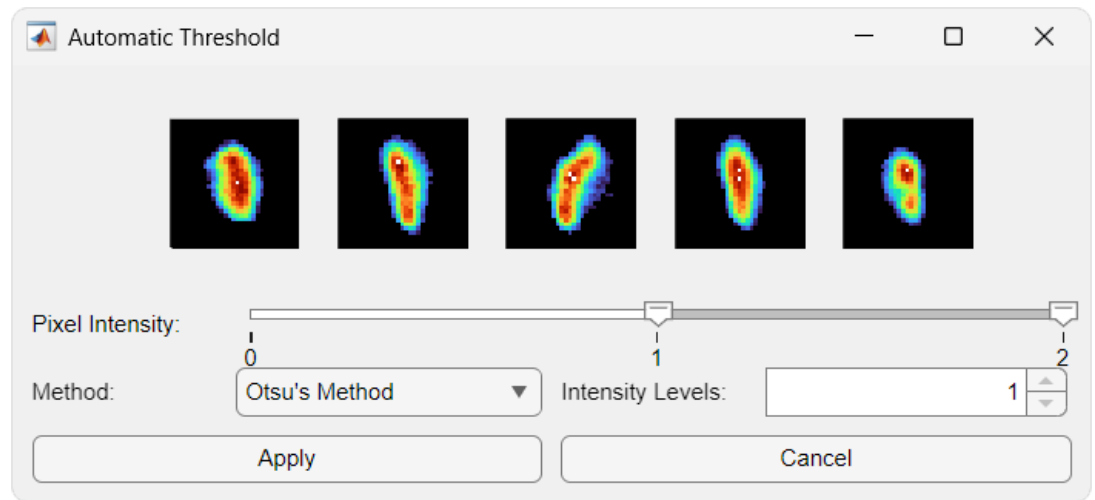 Automatic Threshold
Pixel Intensity:
0 1 2
Method: Otsu's Method Intensity Levels: 1
Apply Cancel